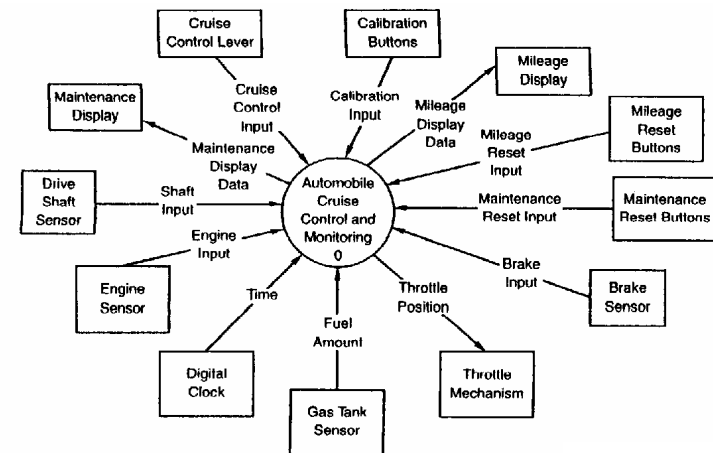 Cruise
Control Lever
Calibration
Buttons
Mileage
Display
Maintenance
Display
Cruise
Control
Input
Calibration
Input
Mileage
Display
Data
Mileage
Reset
Input
Mileage
Reset
Buttons
Maintenance
Display
Data
Drive
Shaft
Sensor
Shaft
Input
Automobile
Cruise
Control and
Monitoring
0
Maintenance
Reset Input
Maintenance
Reset Buttons
Engine
Input
Engine
Sensor
Time
Fuel
Amount
Throttle
Position
Brake
Input
Brake
Sensor
Digital
Clock
Gas Tank
Sensor
Throttle
Mechanism